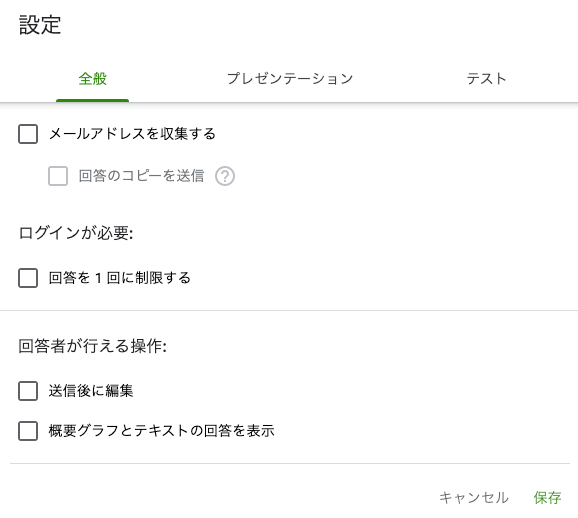 設定
全般 プレゼンテーション テスト
メールアドレスを収集する
回答のコピーを送信 ?
ログインが必要:
回答を 1 回に制限する
回答者が行える操作:
送信後に編集
概要グラフとテキストの回答を表示
キャンセル 保存